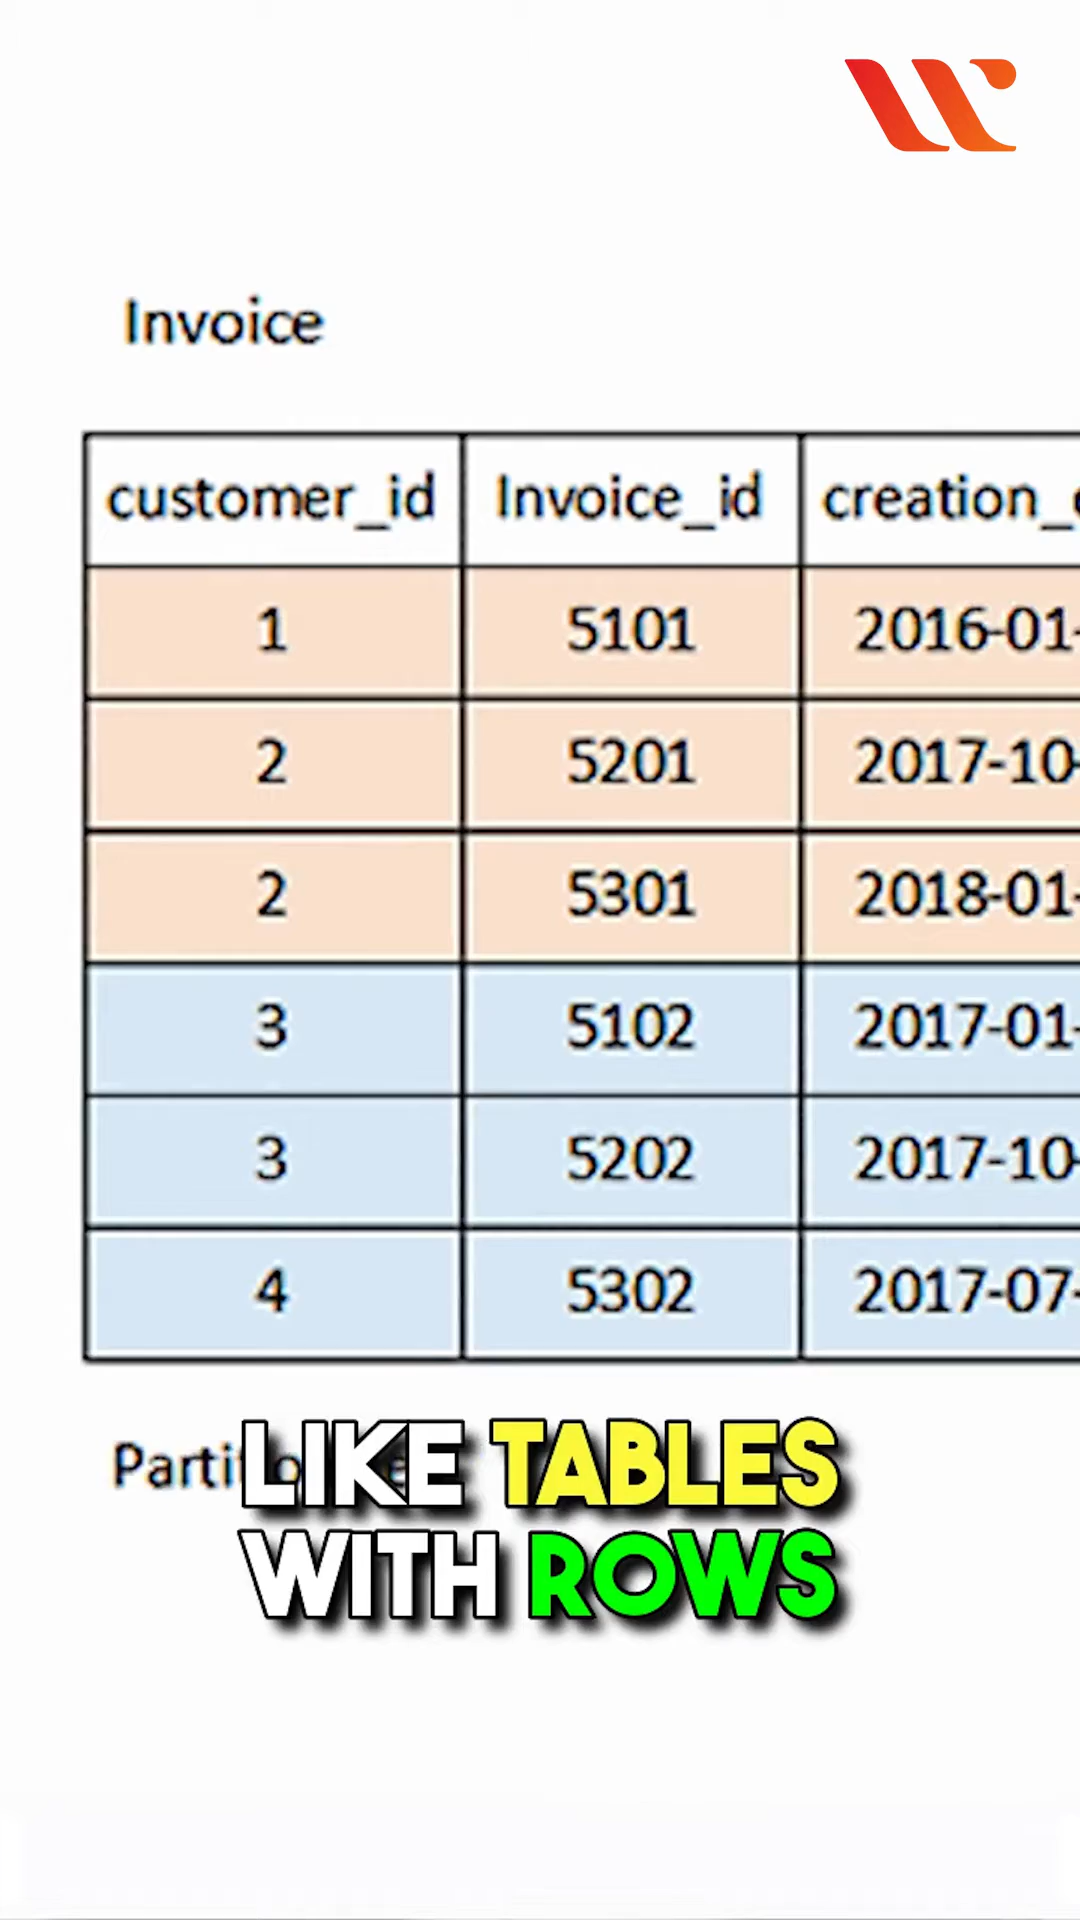 Invoice
customer_id Invoice_id creation_
1 5101 2016-01-
2 5201 2017-10-
2 5301 2018-01-
3 5102 2017-01-
3 5202 2017-10-
4 5302 2017-07-
LIKE TABLES
WITH ROWS